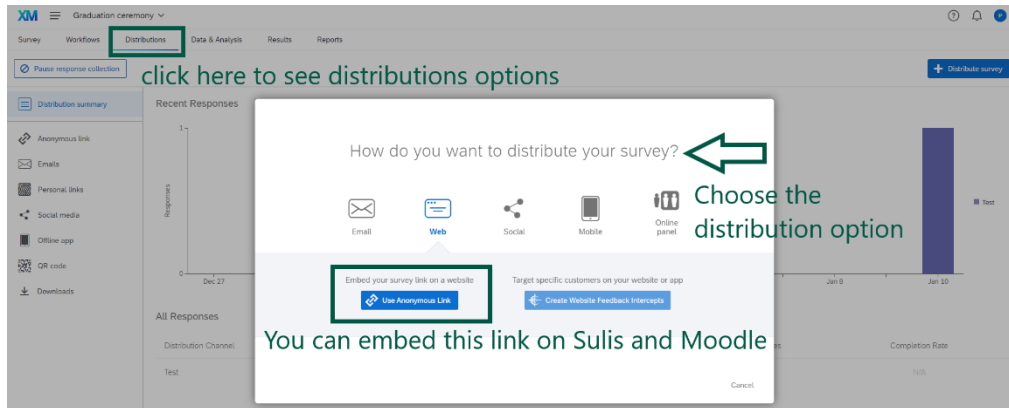 XM Graduation ceremony
Survey Workflows Distributions Data & Analysis Results Reports
Pause response collection
click here to see distributions options
Distribute survey
Distribution summary
Anonymous link
Emails
Personal links
Social media
Offline app
QR code
Downloads
Recent Responses
1
Responses
0
Dec 27
Jan 8
Jan 10
Test
How do you want to distribute your survey?
Choose the
distribution option
Email
Web
Social
Mobile
Online
panel
Embed your survey link on a website
Use Anonymous Link
Target specific customers on your website or app
Create Website Feedback Intercepts
You can embed this link on Sulis and Moodle
Cancel
All Responses
Distribution Channel
Completion Rate
Test
N/A